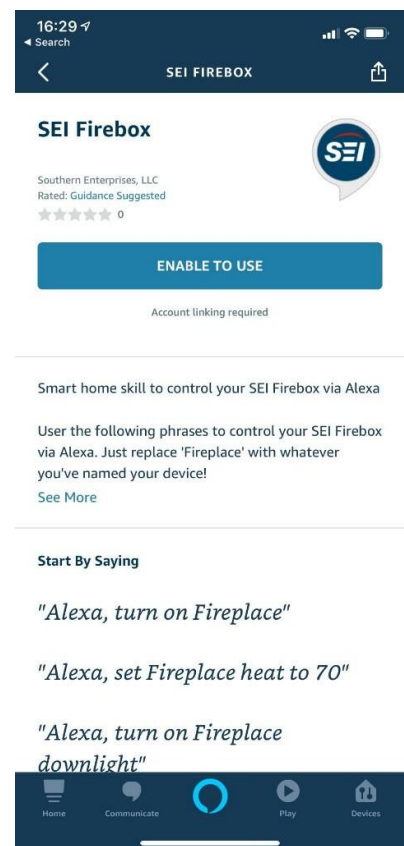 16:29
Search
SEI FIREBOX
SEI Firebox
SEI
Southern Enterprises, LLC
Rated: Guidance Suggested
0
ENABLE TO USE
Account linking required
Smart home skill to control your SEI Firebox via Alexa
User the following phrases to control your SEI Firebox
via Alexa. Just replace 'Fireplace' with whatever
you've named your device!
See More
Start By Saying
"Alexa, turn on Fireplace"
"Alexa, set Fireplace heat to 70"
"Alexa, turn on Fireplace
downlight"
Home Communicate Play Devices